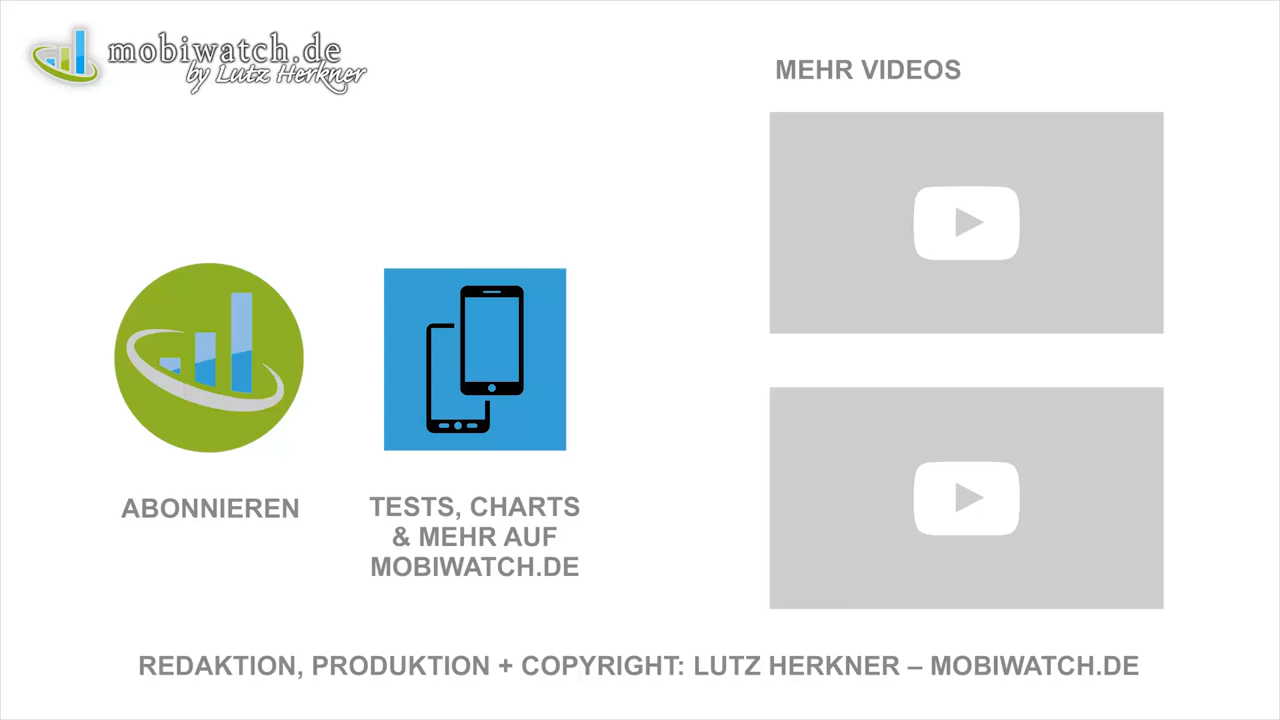 mobiwatch.de
by Lutz Herkner
MEHR VIDEOS
ABONNIEREN
TESTS, CHARTS
& MEHR AUF
MOBIWATCH.DE
REDAKTION, PRODUKTION + COPYRIGHT: LUTZ HERKNER – MOBIWATCH.DE